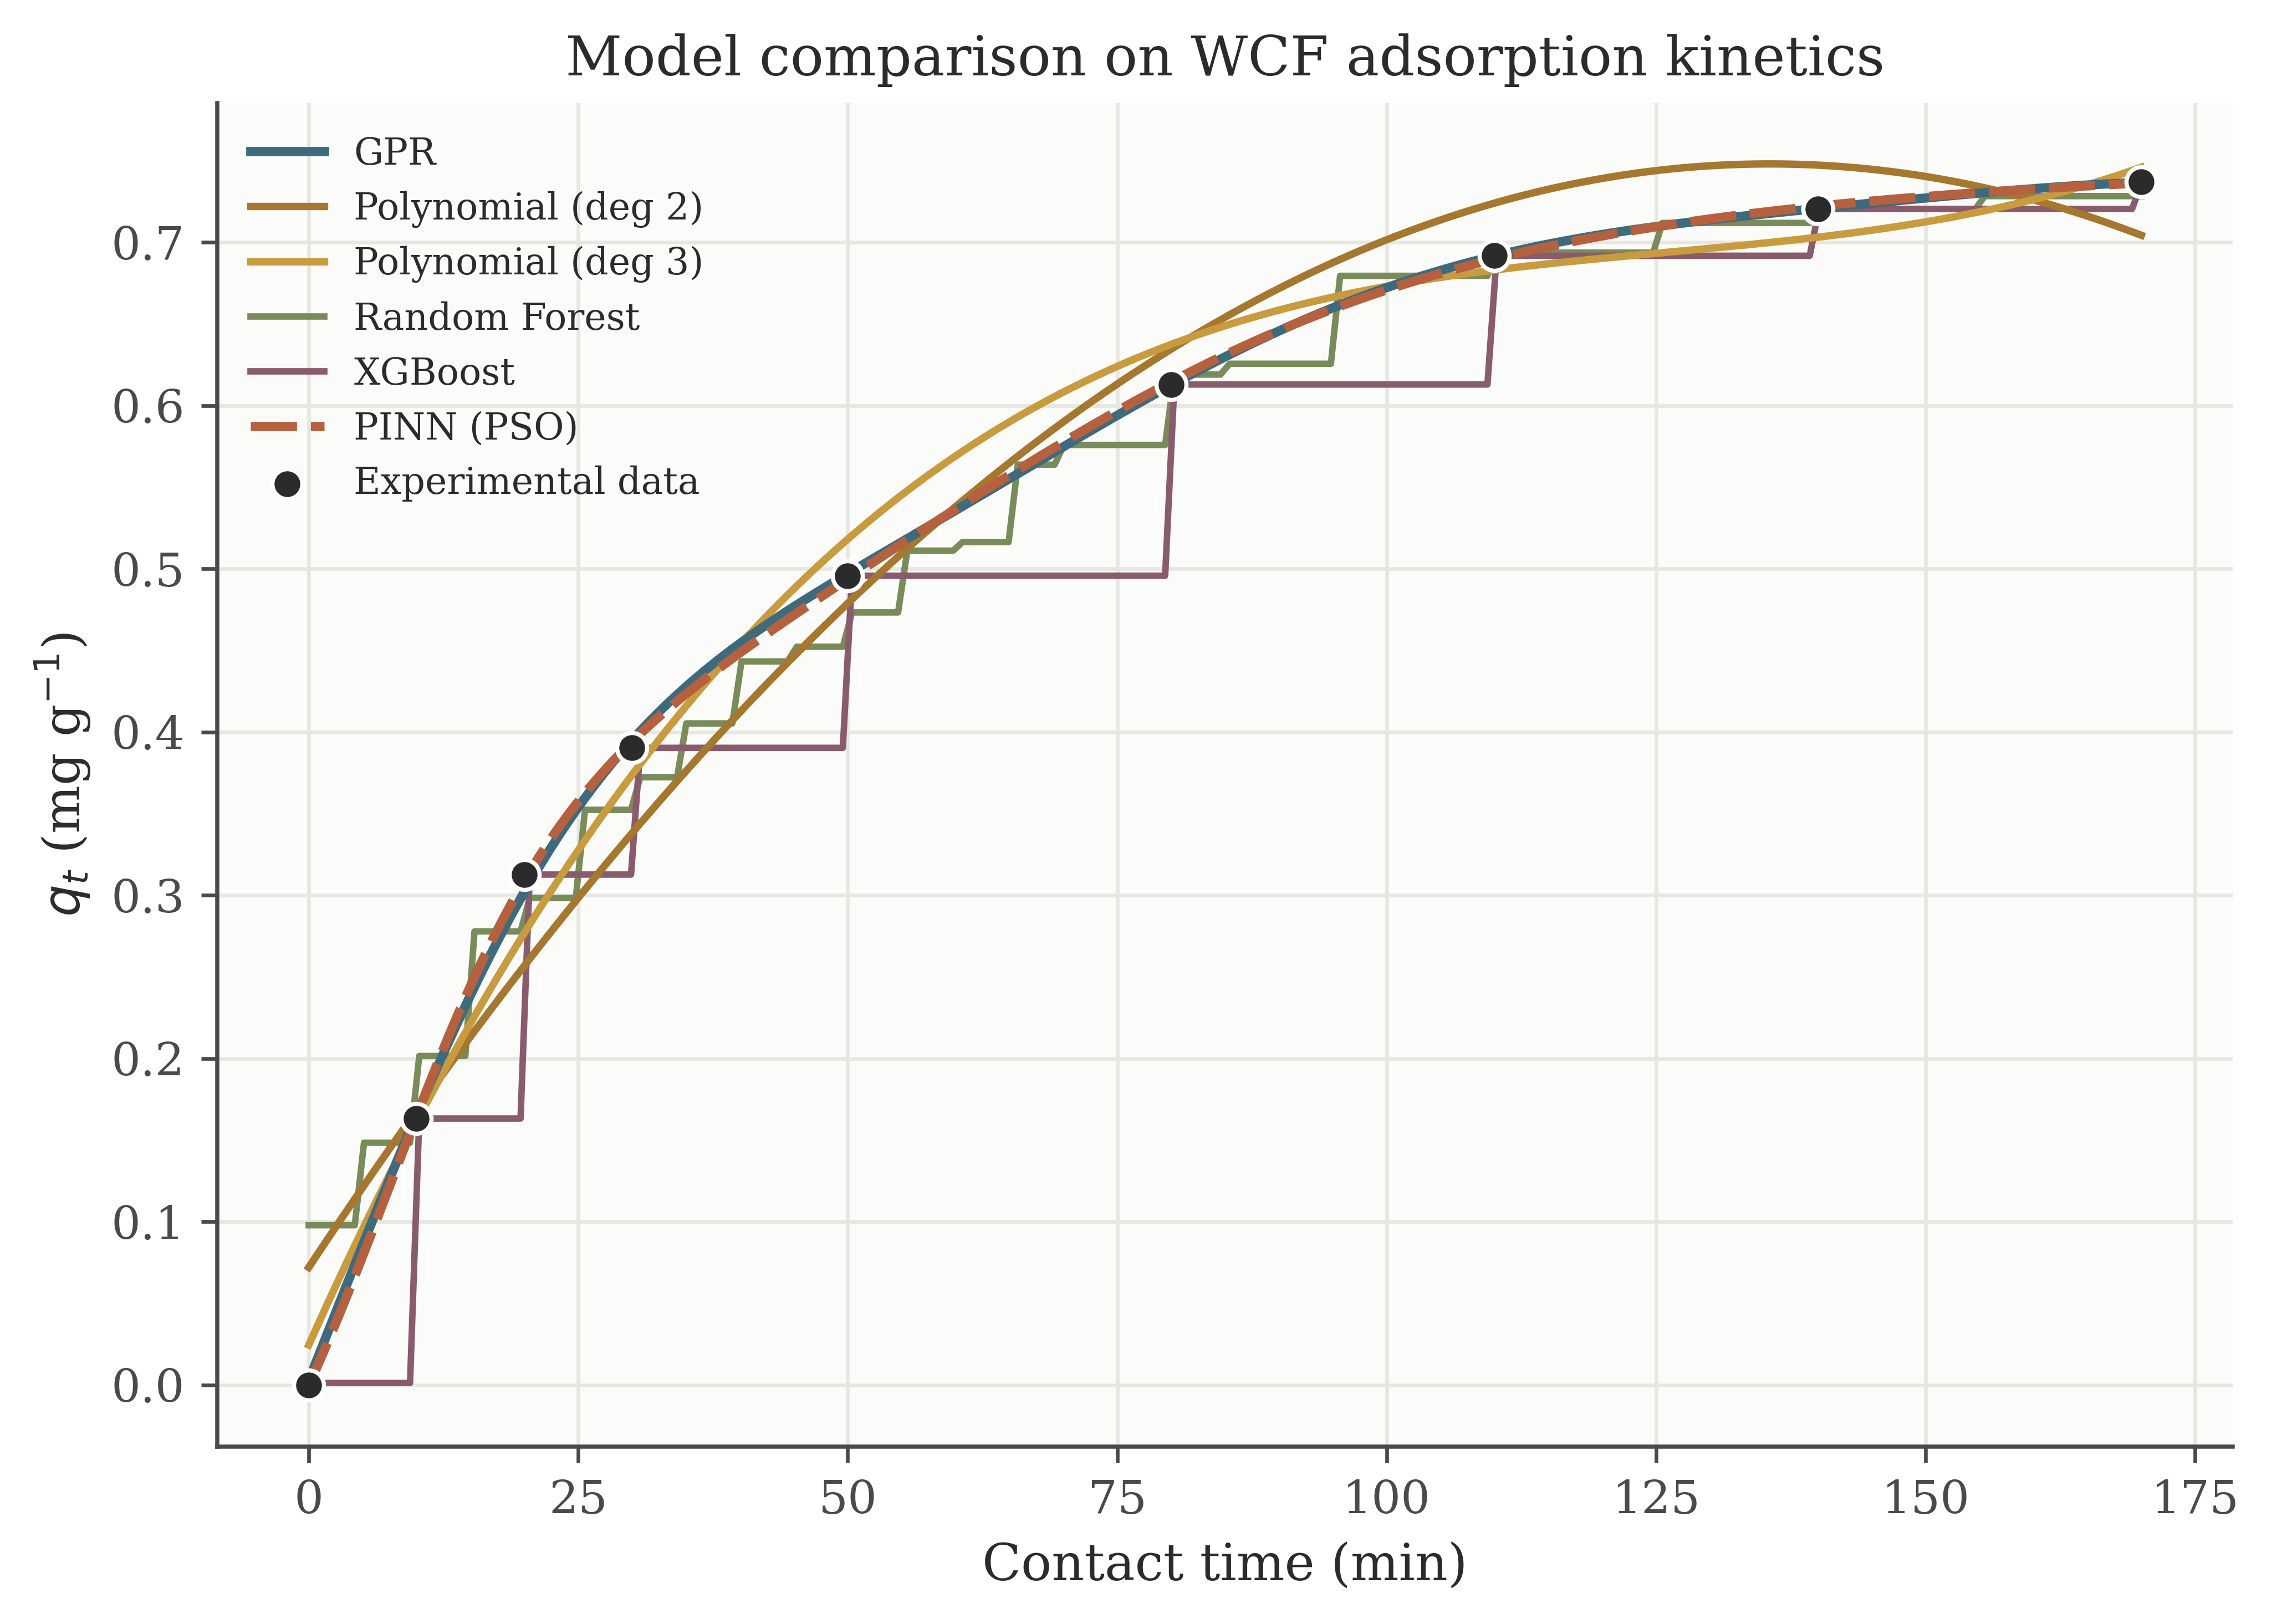 Model comparison on WCF adsorption kinetics
GPR
Polynomial (deg 2)
Polynomial (deg 3)
Random Forest
XGBoost
PINN (PSO)
Experimental data
0.7
0.6
0.5
0.4
0.3
0.2
0.1
0.0
q_t (mg g⁻¹)
0 25 50 75 100 125 150 175
Contact time (min)